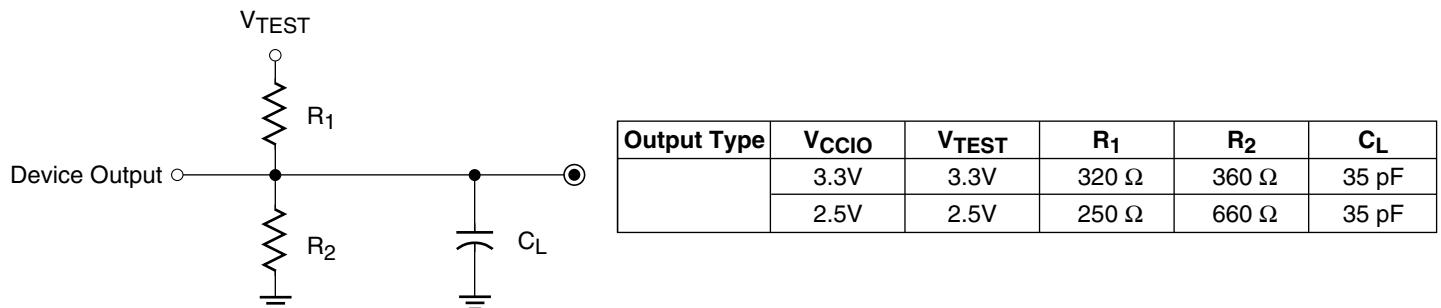 VTEST
R1
Device Output
R2
CL
Output Type VCCIO VTEST R1 R2 CL
3.3V 3.3V 320 Ω 360 Ω 35 pF
2.5V 2.5V 250 Ω 660 Ω 35 pF